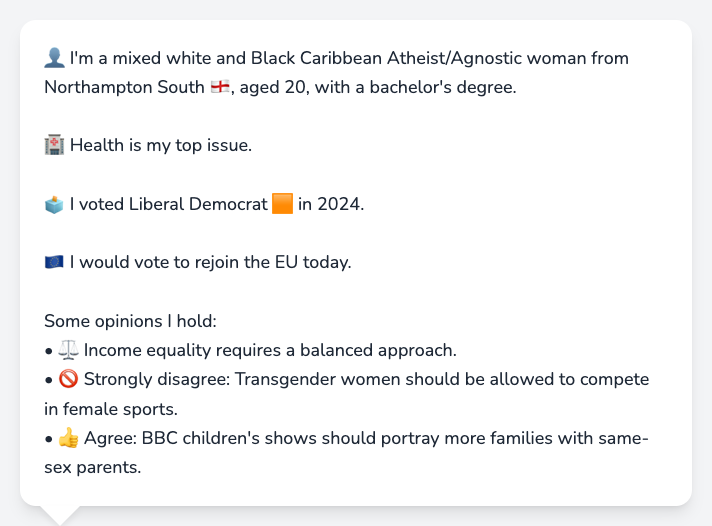 👤 I'm a mixed white and Black Caribbean Atheist/Agnostic woman from
Northampton South 🏴󠁧󠁢󠁥󠁮󠁧󠁿, aged 20, with a bachelor's degree.
🏥 Health is my top issue.
🗳️ I voted Liberal Democrat 🟧 in 2024.
🇪🇺 I would vote to rejoin the EU today.
Some opinions I hold:
• ⚖️ Income equality requires a balanced approach.
• 🚫 Strongly disagree: Transgender women should be allowed to compete
in female sports.
• 👍 Agree: BBC children's shows should portray more families with same-
sex parents.